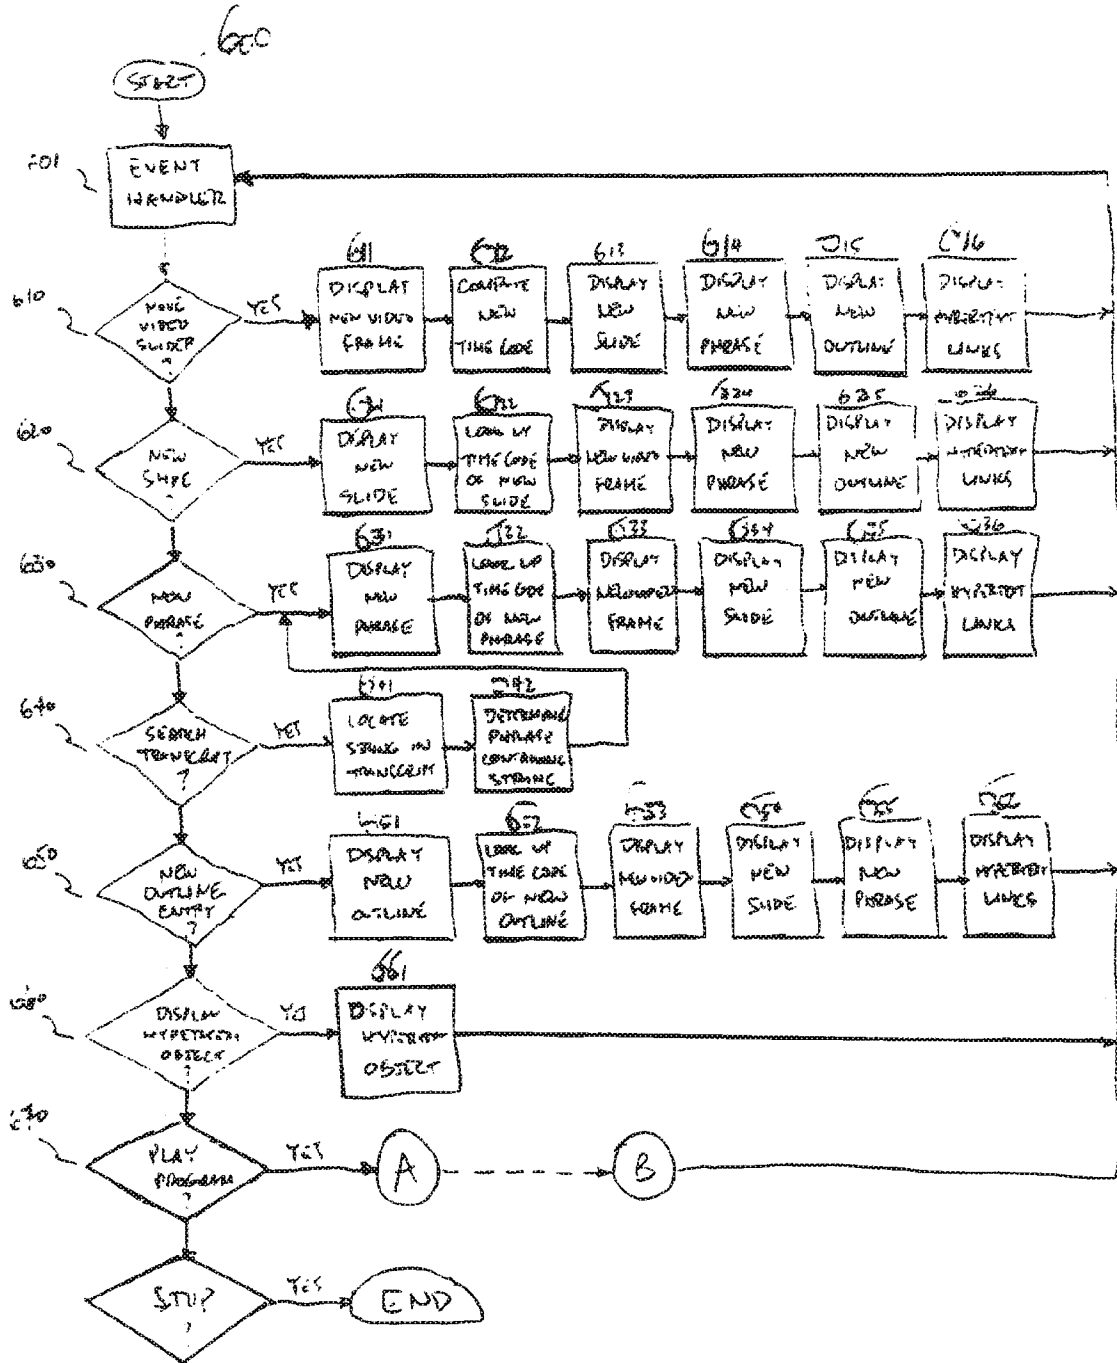 600
START
601
EVENT
HANDLER
611
612
613
614
615
616
610
MOVE
VIDEO
SLIDER
?
YES
DISPLAY
NEW VIDEO
FRAME
COMPUTE
NEW
TIME CODE
DISPLAY
NEW
SLIDE
DISPLAY
NEW
PHRASE
DISPLAY
NEW
OUTLINE
DISPLAY
HYPERTEXT
LINKS
621
622
623
624
625
626
620
NEW
SLIDE
?
YES
DISPLAY
NEW
SLIDE
LOOK UP
TIME CODE
OF NEW
SLIDE
DISPLAY
NEW VIDEO
FRAME
DISPLAY
NEW
PHRASE
DISPLAY
NEW
OUTLINE
DISPLAY
HYPERTEXT
LINKS
631
632
633
634
635
636
630
NEW
PHRASE
?
YES
DISPLAY
NEW
PHRASE
LOOK UP
TIME CODE
OF NEW
PHRASE
DISPLAY
NEW VIDEO
FRAME
DISPLAY
NEW
SLIDE
DISPLAY
NEW
OUTLINE
DISPLAY
HYPERTEXT
LINKS
641
642
640
SEARCH
TRANSCRIPT
?
YES
LOCATE
STRING IN
TRANSCRIPT
DETERMINE
PHRASE
CONTAINING
STRING
651
652
653
654
655
656
650
NEW
OUTLINE
ENTRY
?
YES
DISPLAY
NEW
OUTLINE
LOOK UP
TIME CODE
OF NEW
OUTLINE
DISPLAY
NEW VIDEO
FRAME
DISPLAY
NEW
SLIDE
DISPLAY
NEW
PHRASE
DISPLAY
HYPERTEXT
LINKS
661
660
DISPLAY
HYPERTEXT
OBJECT
?
YES
DISPLAY
HYPERTEXT
OBJECT
670
PLAY
PROGRAM
?
YES
A
B
STOP
?
YES
END